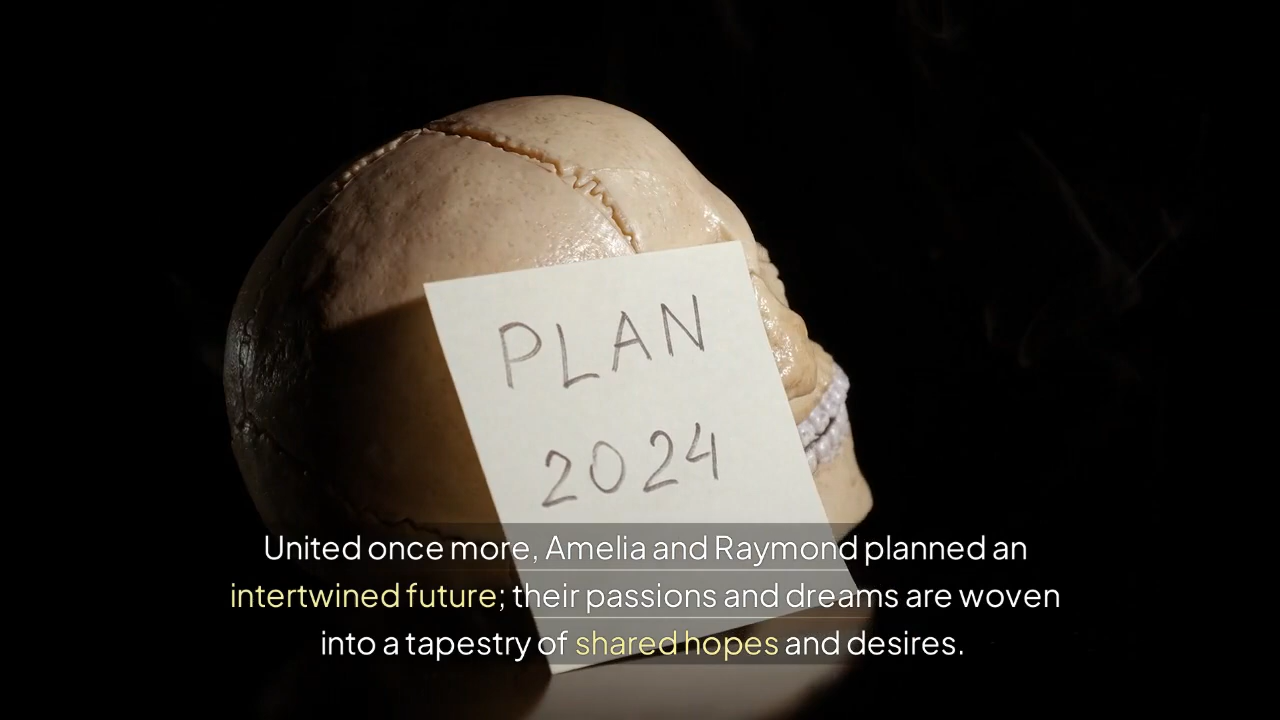 PLAN
2024
United once more, Amelia and Raymond planned an
intertwined future; their passions and dreams are woven
into a tapestry of shared hopes and desires.